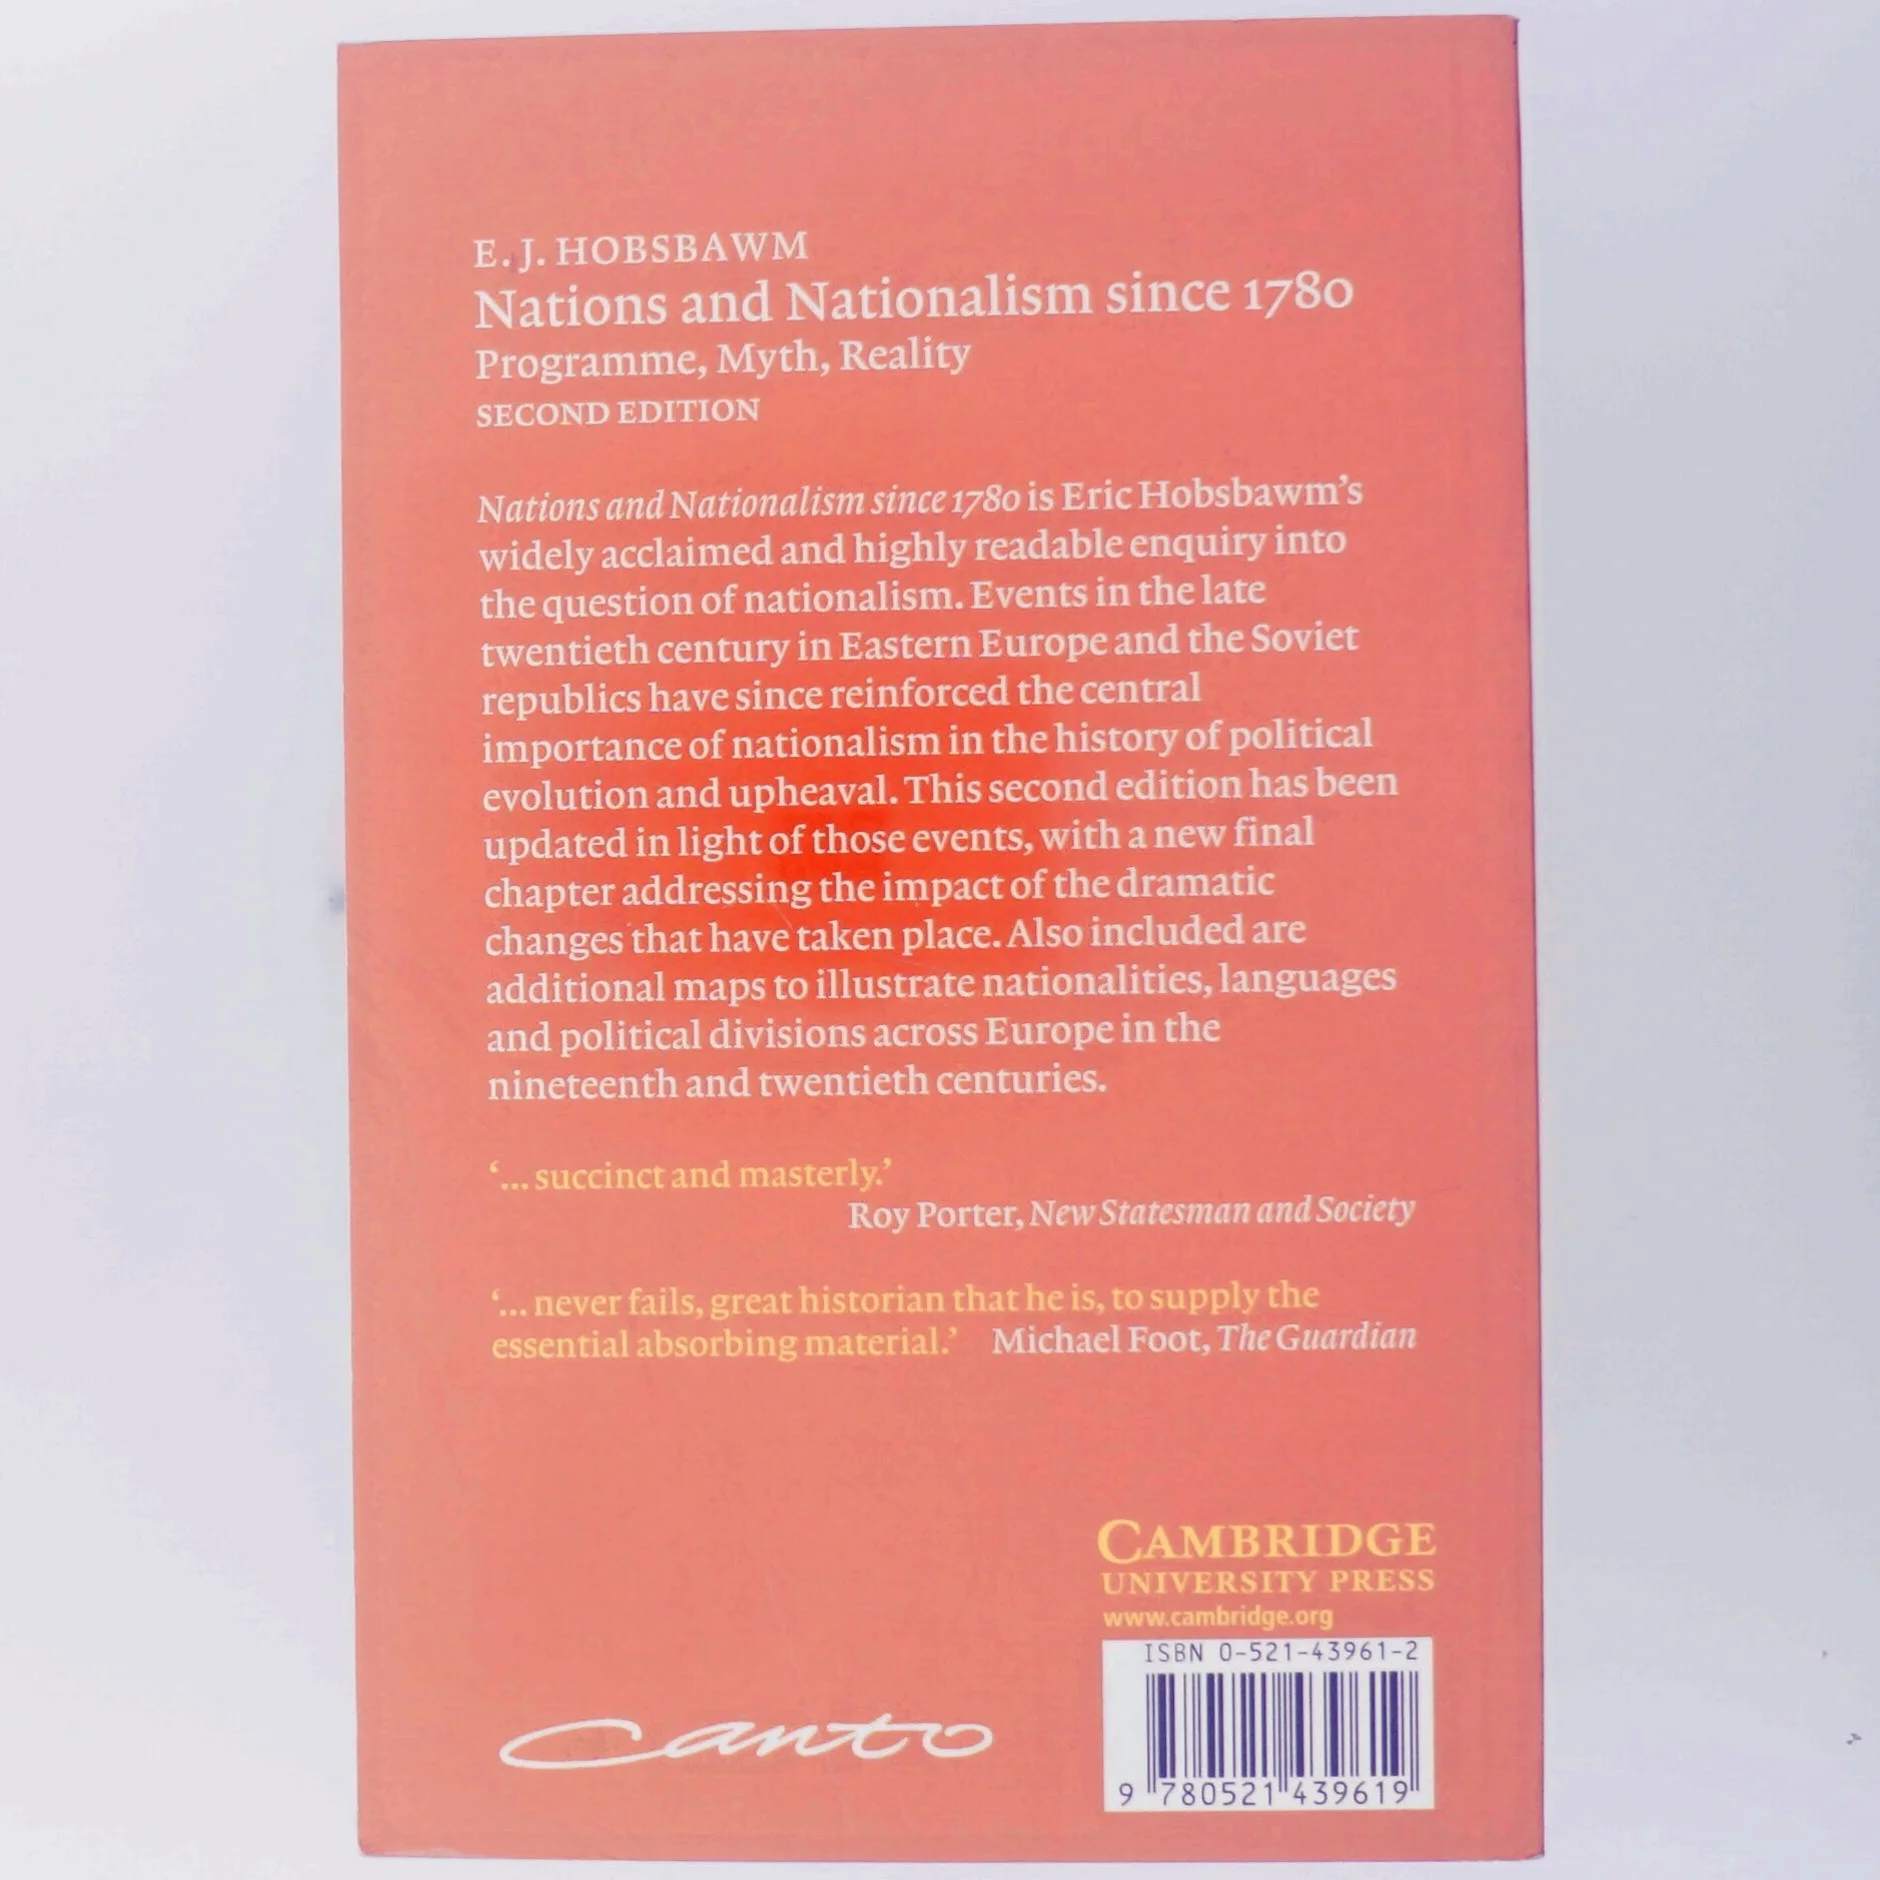 E. J. HOBSBAWM
Nations and Nationalism since 1780
Programme, Myth, Reality
SECOND EDITION
Nations and Nationalism since 1780 is Eric Hobsbawm’s
widely acclaimed and highly readable enquiry into
the question of nationalism. Events in the late
twentieth century in Eastern Europe and the Soviet
republics have since reinforced the central
importance of nationalism in the history of political
evolution and upheaval. This second edition has been
updated in light of those events, with a new final
chapter addressing the impact of the dramatic
changes that have taken place. Also included are
additional maps to illustrate nationalities, languages
and political divisions across Europe in the
nineteenth and twentieth centuries.
‘... succinct and masterly.’
Roy Porter, New Statesman and Society
‘... never fails, great historian that he is, to supply the
essential absorbing material.’ Michael Foot, The Guardian
CAMBRIDGE
UNIVERSITY PRESS
www.cambridge.org
ISBN 0-521-43961-2
9 780521 439619
canto